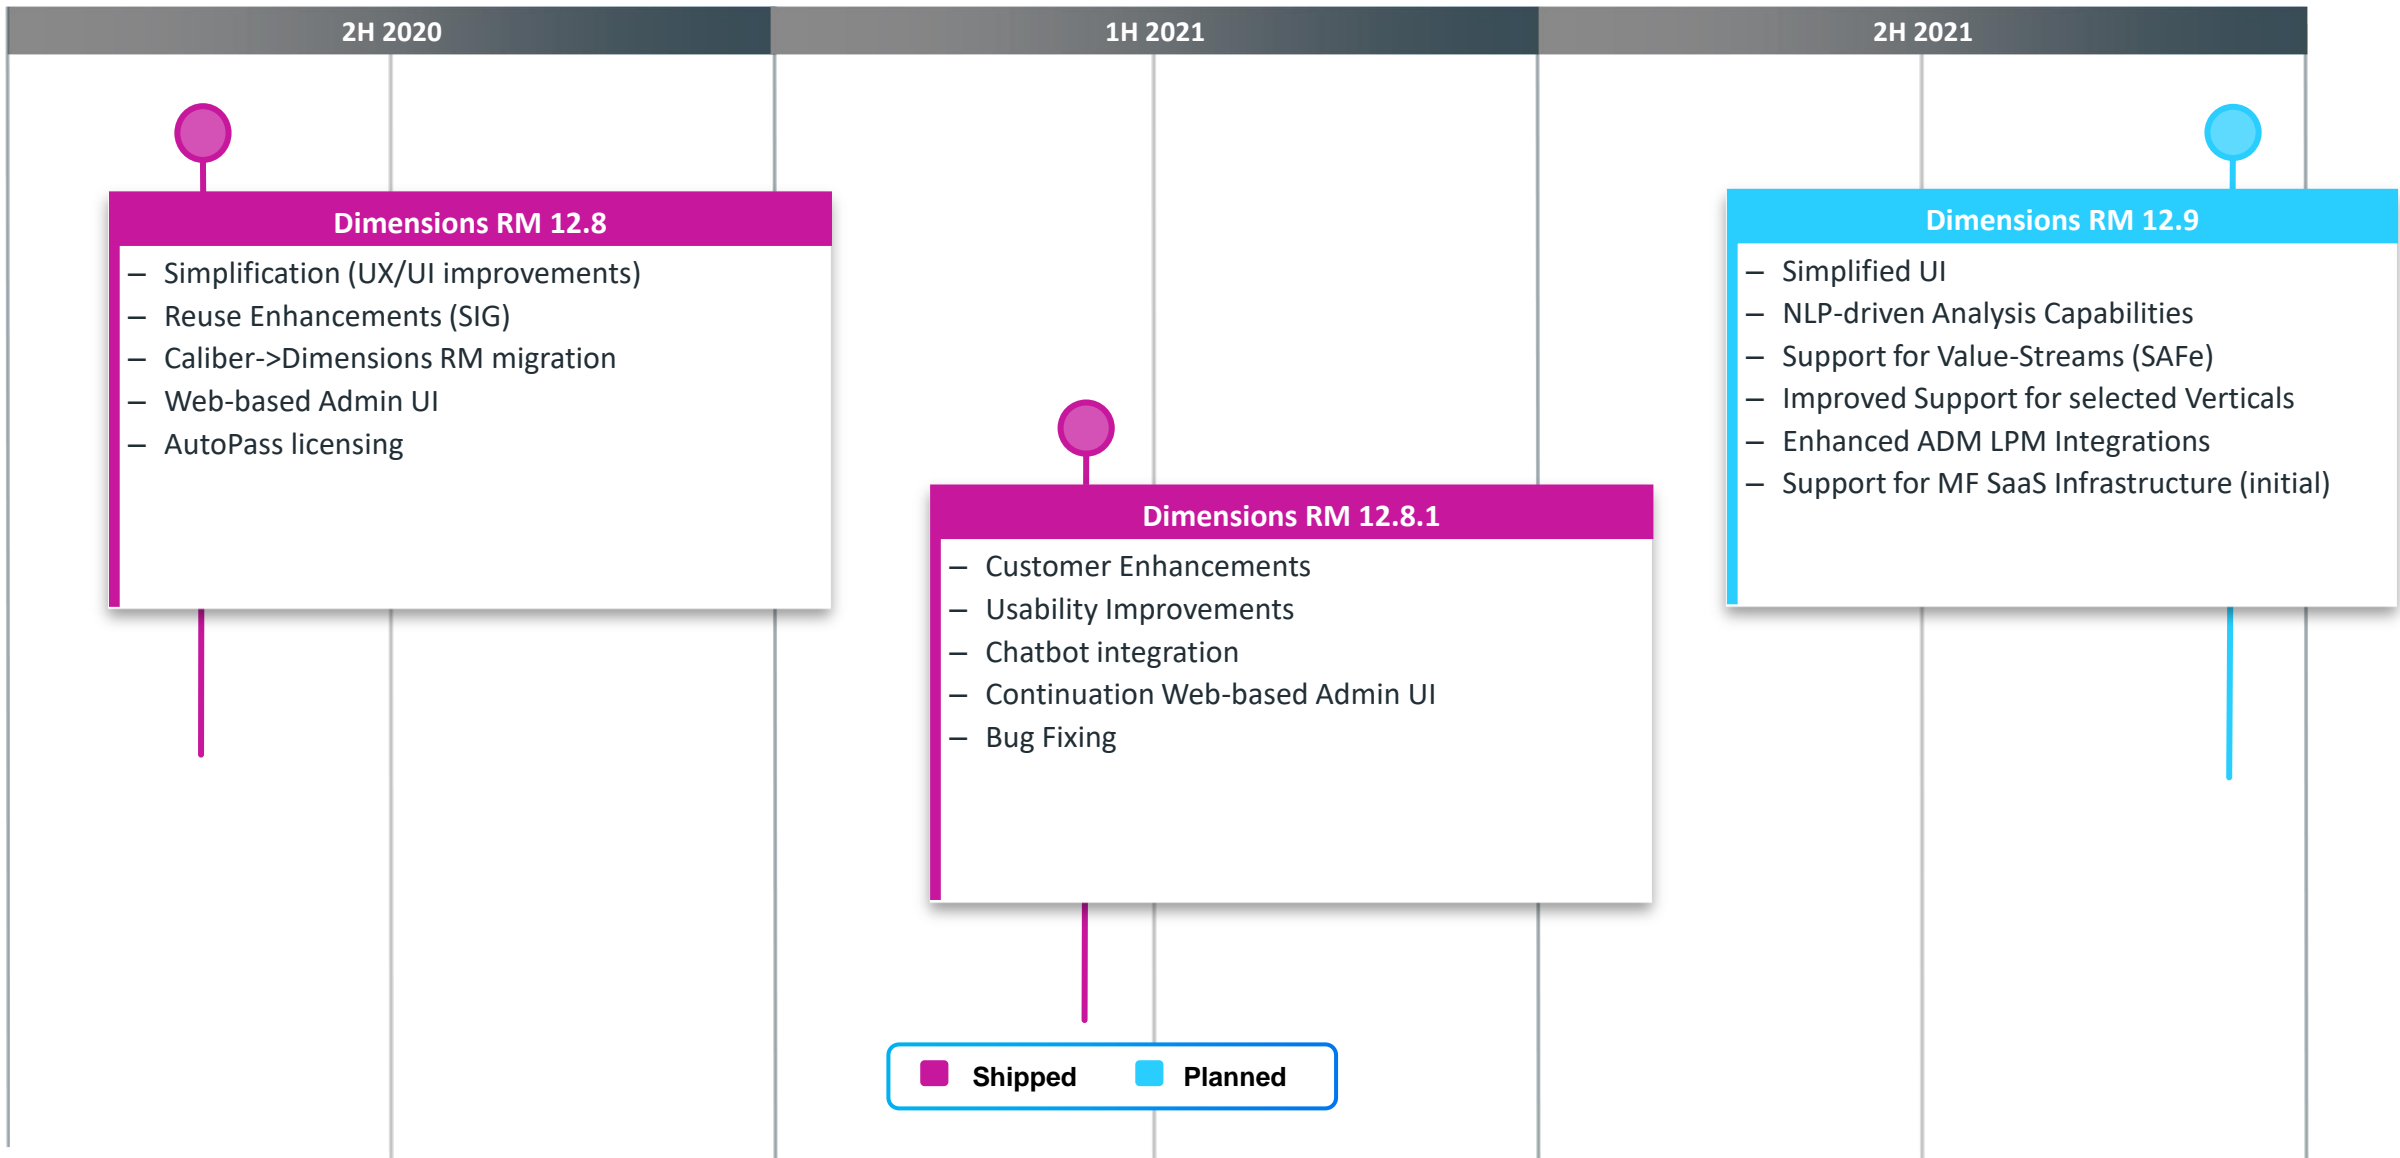 2H 2020
1H 2021
2H 2021
Dimensions RM 12.8
– Simplification (UX/UI improvements)
– Reuse Enhancements (SIG)
– Caliber->Dimensions RM migration
– Web-based Admin UI
– AutoPass licensing
Dimensions RM 12.8.1
– Customer Enhancements
– Usability Improvements
– Chatbot integration
– Continuation Web-based Admin UI
– Bug Fixing
Dimensions RM 12.9
– Simplified UI
– NLP-driven Analysis Capabilities
– Support for Value-Streams (SAFe)
– Improved Support for selected Verticals
– Enhanced ADM LPM Integrations
– Support for MF SaaS Infrastructure (initial)
Shipped
Planned